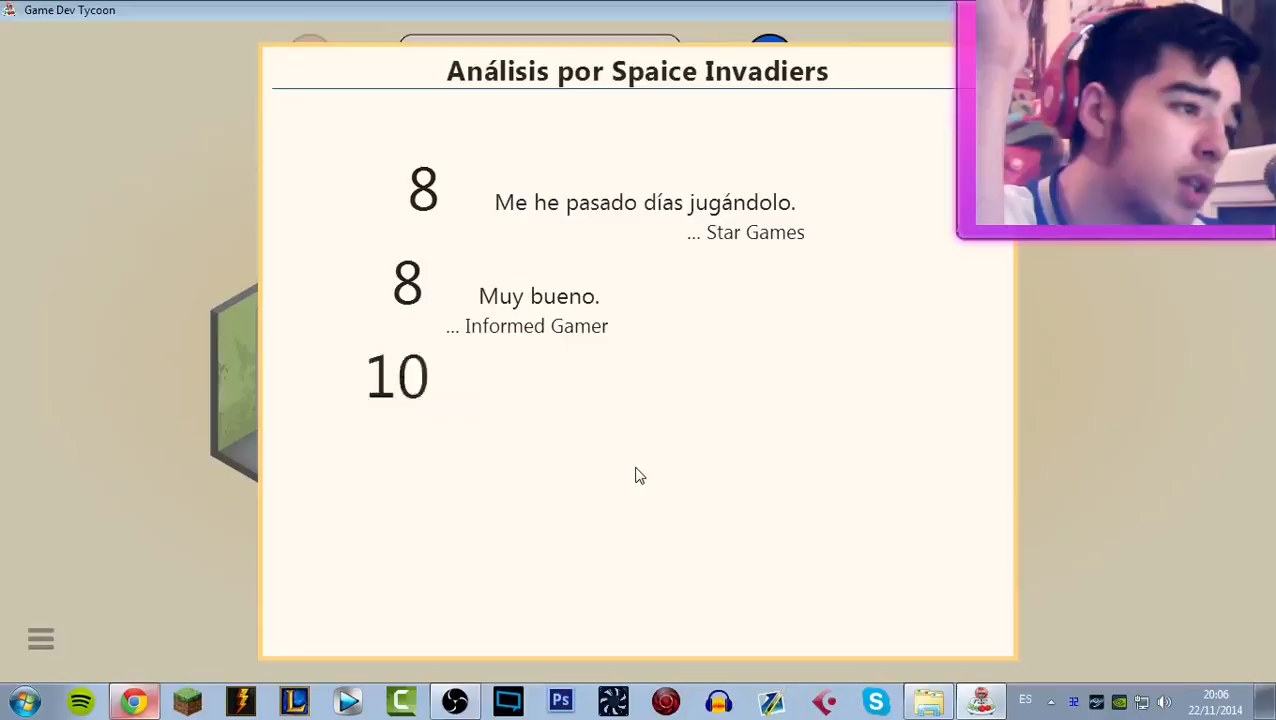 Game Dev Tycoon
Análisis por Spaice Invadiers
8
Me he pasado días jugándolo.
... Star Games
8
Muy bueno.
... Informed Gamer
10
ES
20:06
22/11/2014